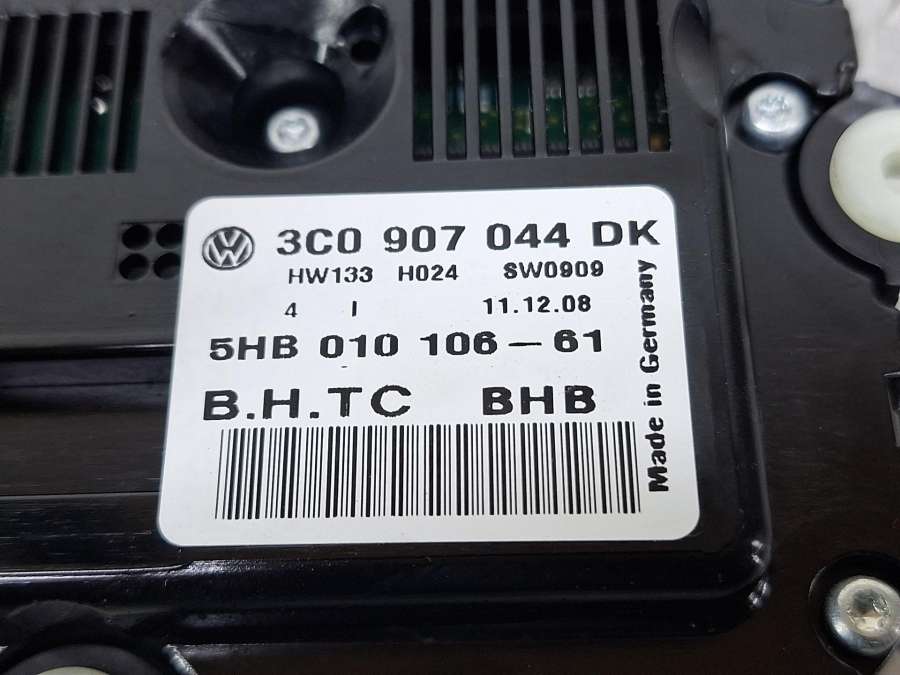 3C0 907 044 DK
HW133 H024 SW0909
4 I 11.12.08
5HB 010 106-61
B.H.TC BHB
Made in Germany